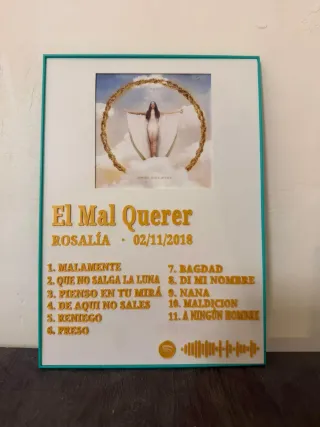 El Mal Querer
ROSALÍA · 02/11/2018
1. MALAMENTE
2. QUE NO SALGA LA LUNA
3. PIENSO EN TU MIRÁ
4. DE AQUI NO SALES
5. RENIEGO
6. PRESO
7. BAGDAD
8. DI MI NOMBRE
9. NANA
10. MALDICION
11. A NINGÚN HOMBRE